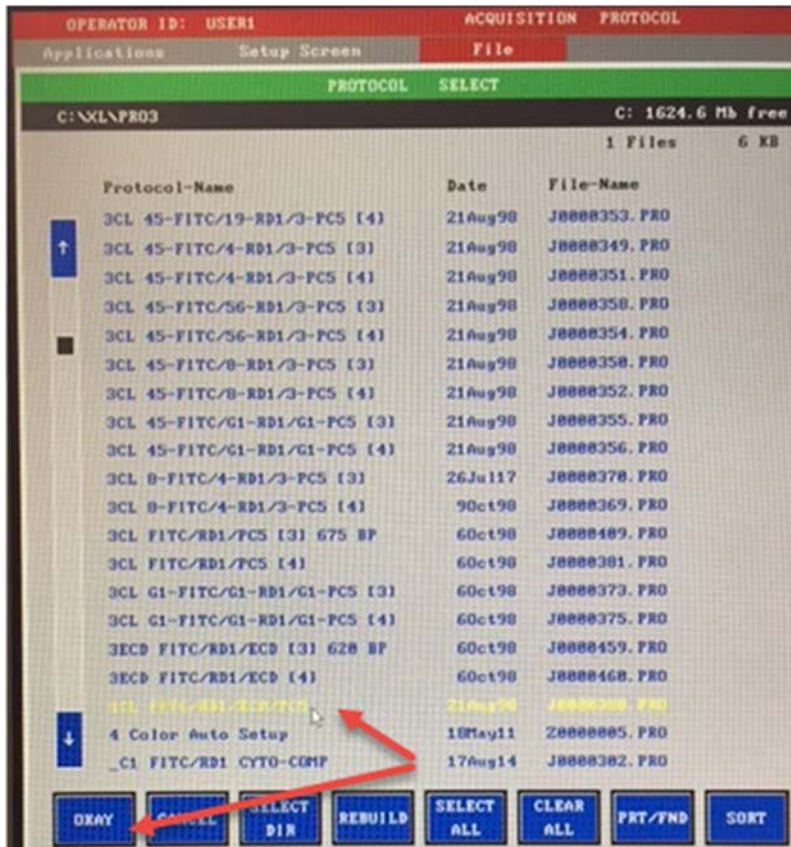 OPERATOR ID: USER1 ACQUISITION PROTOCOL
Applications Setup Screen File
PROTOCOL SELECT
C:\XL\PRO3 C: 1624.6 Mb free
1 Files 6 KB
Protocol-Name Date File-Name
3CL 45-FITC/19-RD1/3-PC5 [4] 21Aug98 J0000353.PRO
3CL 45-FITC/4-RD1/3-PC5 [3] 21Aug98 J0000349.PRO
3CL 45-FITC/4-RD1/3-PC5 [4] 21Aug98 J0000351.PRO
3CL 45-FITC/56-RD1/3-PC5 [3] 21Aug98 J0000358.PRO
3CL 45-FITC/56-RD1/3-PC5 [4] 21Aug98 J0000354.PRO
3CL 45-FITC/8-RD1/3-PC5 [3] 21Aug98 J0000350.PRO
3CL 45-FITC/8-RD1/3-PC5 [4] 21Aug98 J0000352.PRO
3CL 45-FITC/G1-RD1/G1-PC5 [3] 21Aug98 J0000355.PRO
3CL 45-FITC/G1-RD1/G1-PC5 [4] 21Aug98 J0000356.PRO
3CL 8-FITC/4-RD1/3-PC5 [3] 26Jul17 J0000370.PRO
3CL 8-FITC/4-RD1/3-PC5 [4] 9Oct98 J0000369.PRO
3CL FITC/RD1/PC5 [3] 675 BP 6Oct98 J0000409.PRO
3CL FITC/RD1/PC5 [4] 6Oct98 J0000381.PRO
3CL G1-FITC/G1-RD1/G1-PC5 [3] 6Oct98 J0000373.PRO
3CL G1-FITC/G1-RD1/G1-PC5 [4] 6Oct98 J0000375.PRO
3ECD FITC/RD1/ECD [3] 620 BP 6Oct98 J0000459.PRO
3ECD FITC/RD1/ECD [4] 6Oct98 J0000460.PRO
4CL FITC/RD1/ECD/PC5 21Aug98
4 Color Auto Setup 18May11 Z0000005.PRO
_C1 FITC/RD1 CYTO-COMP 17Aug14 J0000302.PRO
OKAY CANCEL SELECT DIR REBUILD SELECT ALL CLEAR ALL PRT/FND SORT